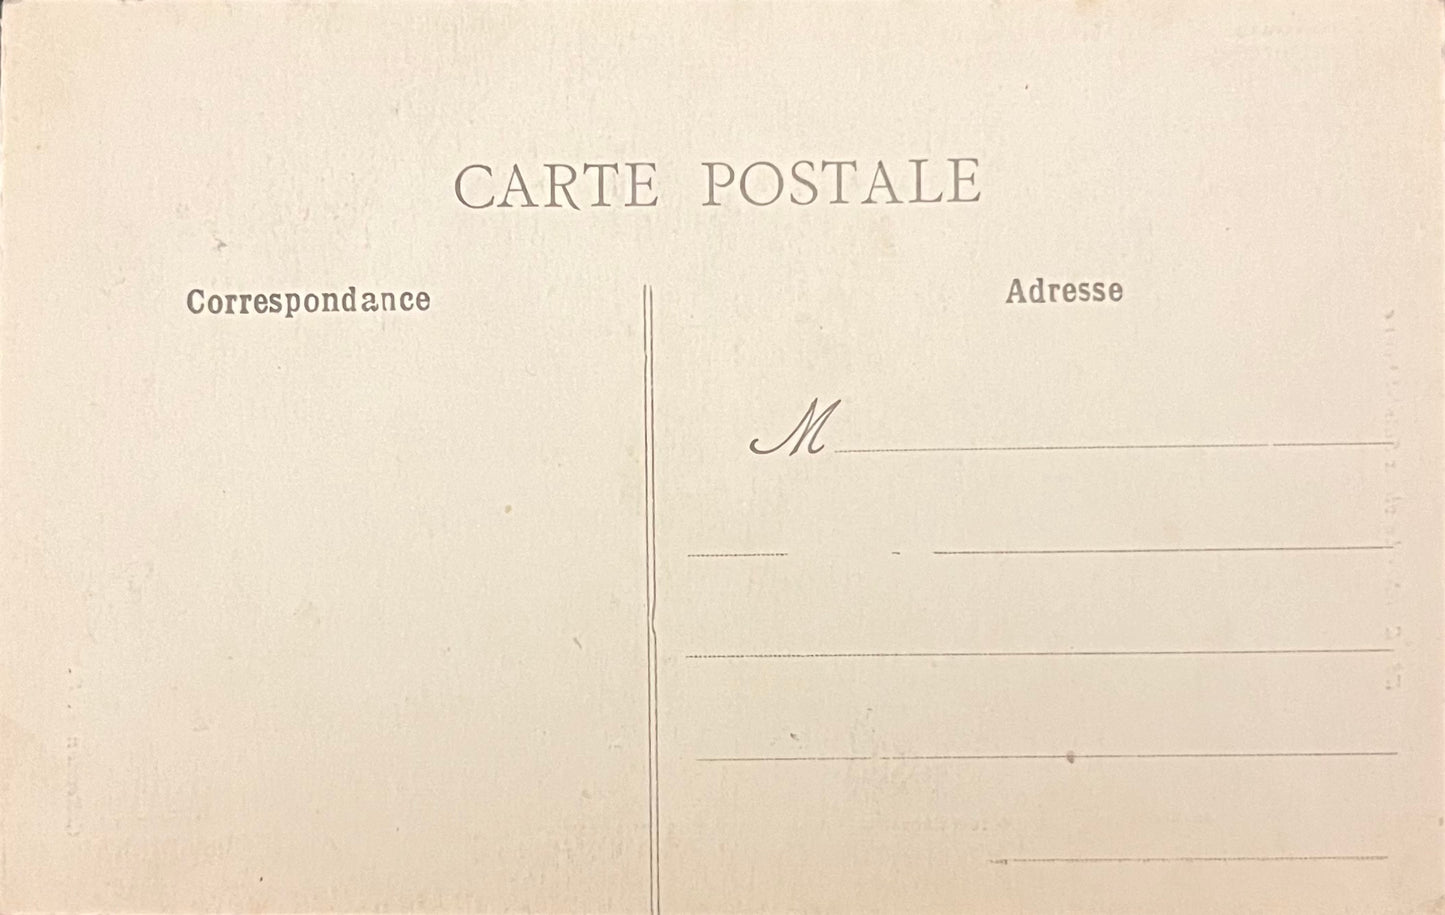 CARTE POSTALE
Correspondance
Adresse
M